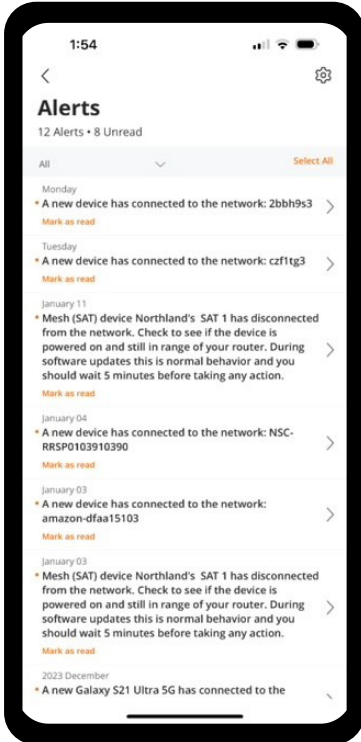 1:54
Alerts
12 Alerts • 8 Unread
All
Select All
Monday
• A new device has connected to the network: 2bbh9s3
Mark as read
Tuesday
• A new device has connected to the network: czf1tg3
Mark as read
January 11
• Mesh (SAT) device Northland's SAT 1 has disconnected
from the network. Check to see if the device is
powered on and still in range of your router. During
software updates this is normal behavior and you
should wait 5 minutes before taking any action.
Mark as read
January 04
• A new device has connected to the network: NSC-
RRSP0103910390
Mark as read
January 03
• A new device has connected to the network:
amazon-dfaa15103
Mark as read
January 03
• Mesh (SAT) device Northland's SAT 1 has disconnected
from the network. Check to see if the device is
powered on and still in range of your router. During
software updates this is normal behavior and you
should wait 5 minutes before taking any action.
Mark as read
2023 December
• A new Galaxy S21 Ultra 5G has connected to the